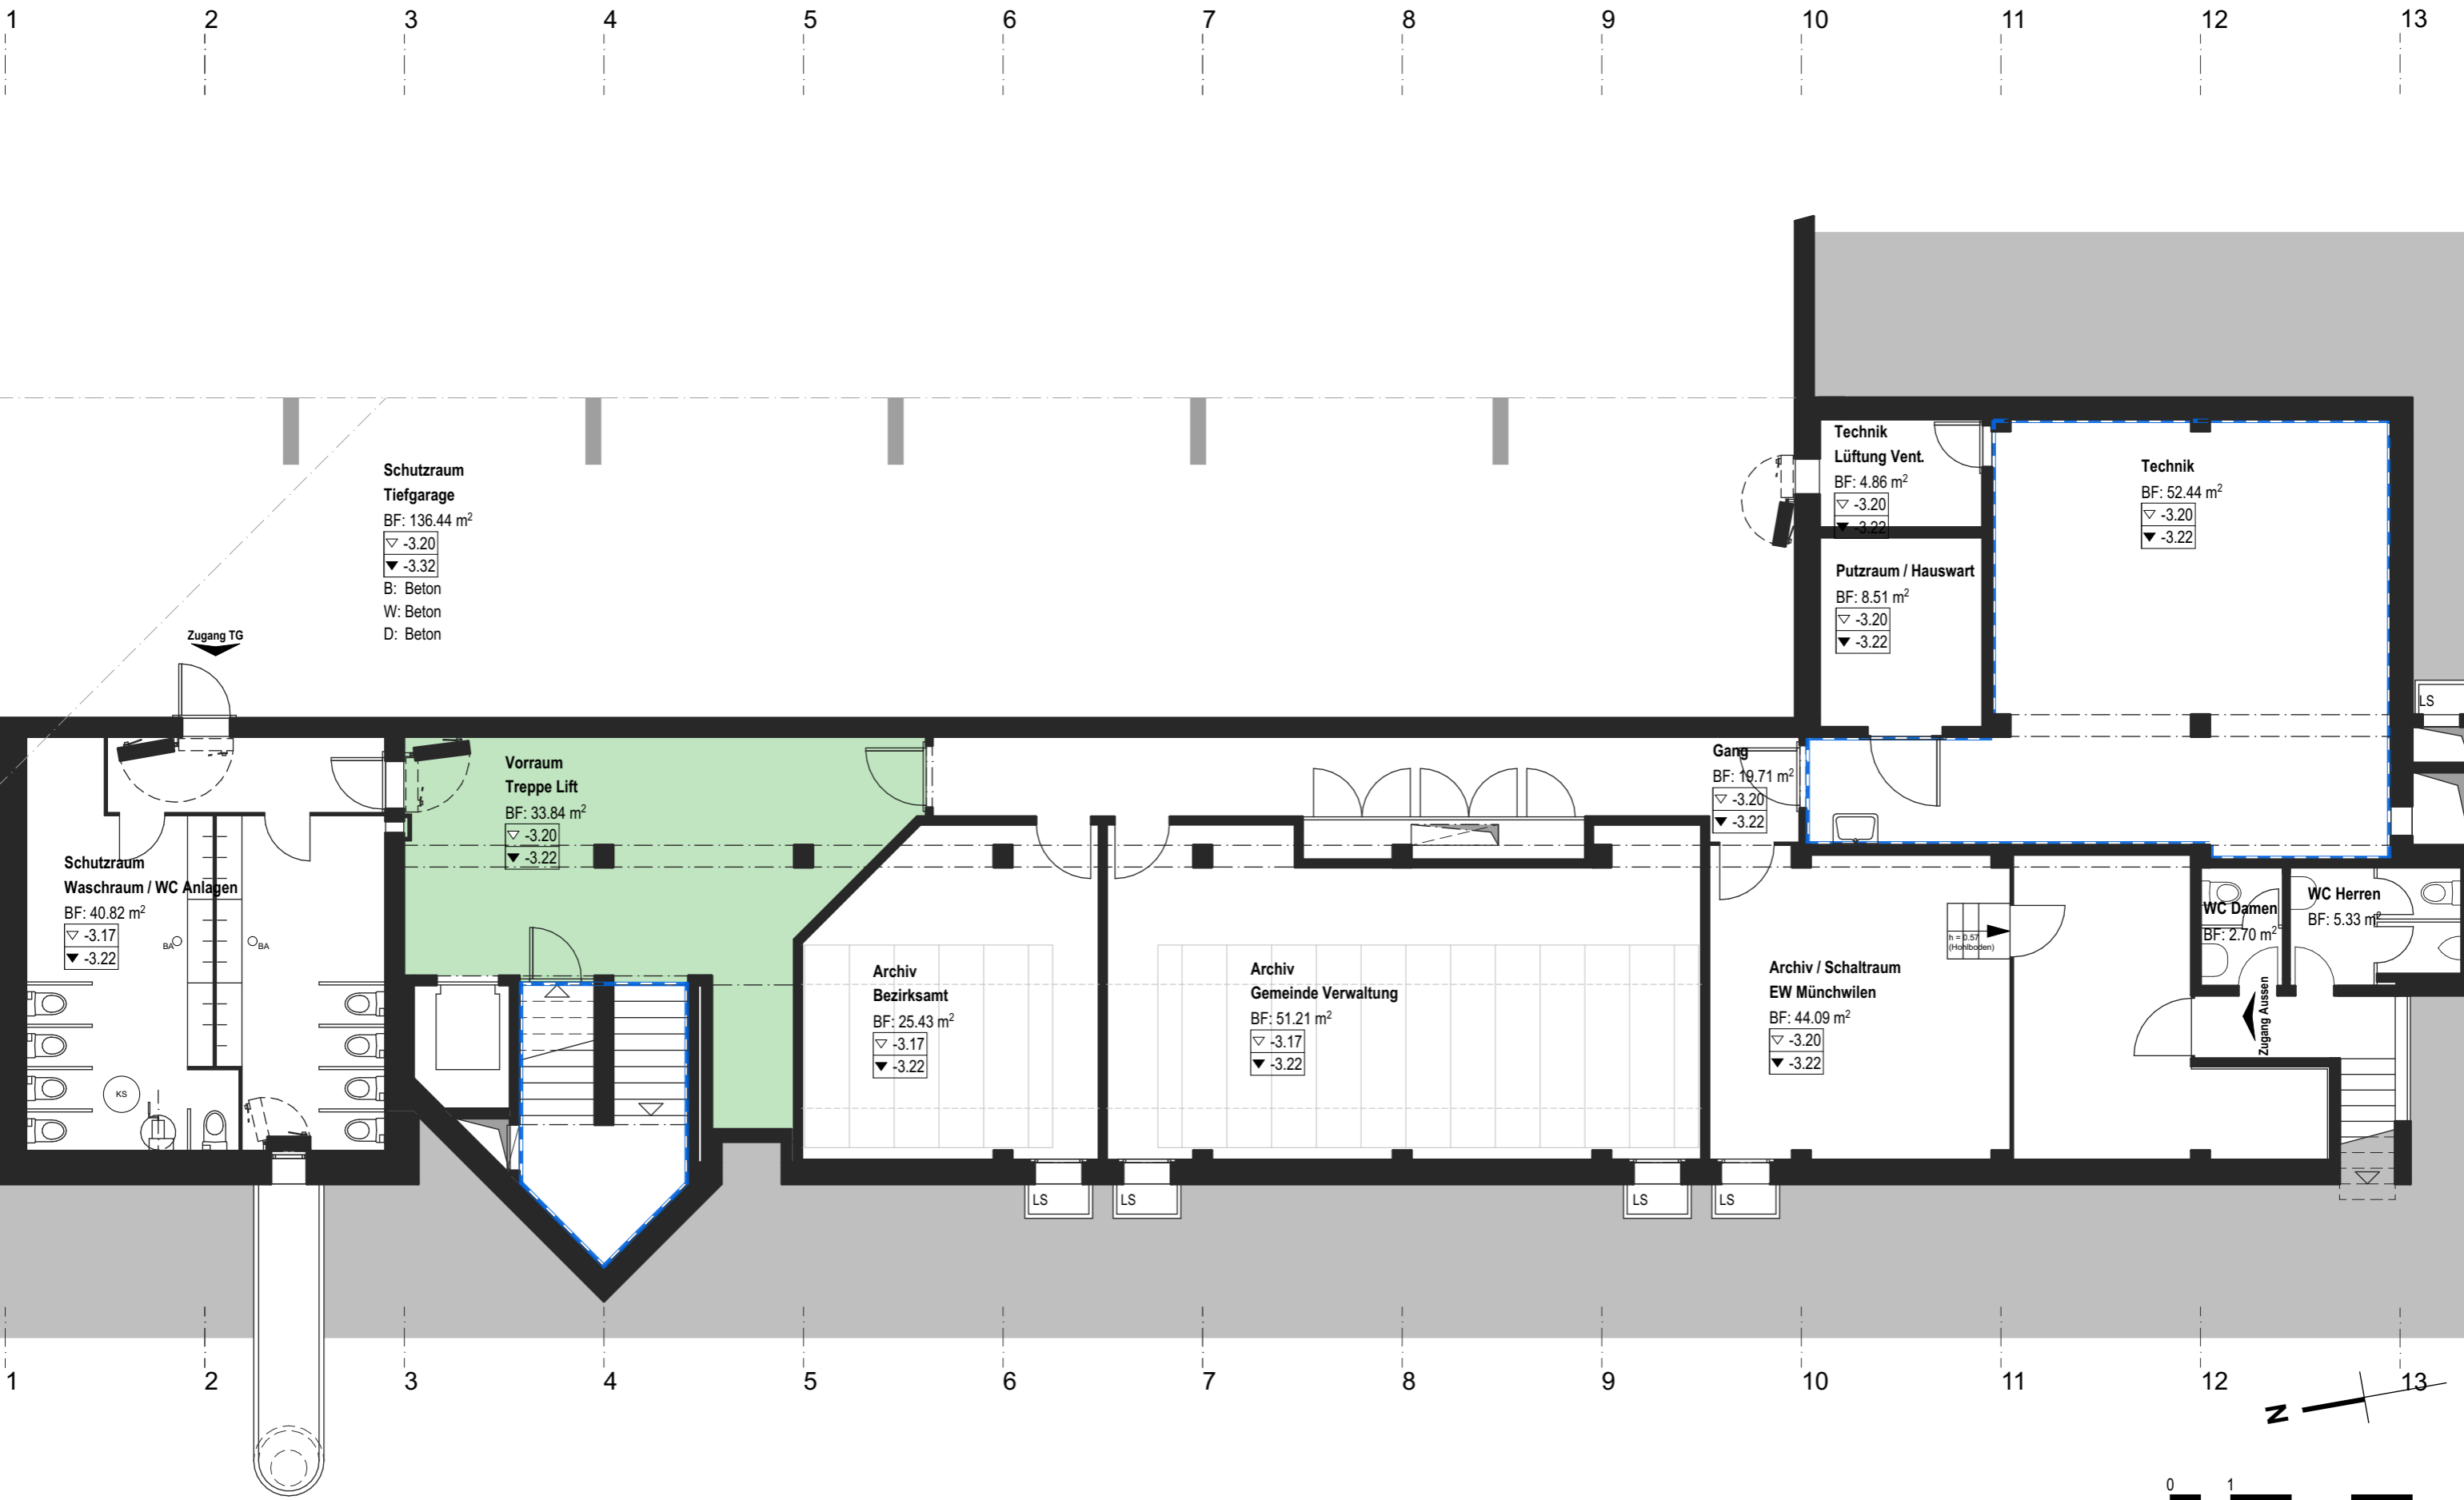 1 2 3 4 5 6 7 8 9 10 11 12 13
Schutzraum
Tiefgarage
BF: 136.44 m²
▽ -3.20
▼ -3.32
B: Beton
W: Beton
D: Beton
Zugang TG
Technik
Lüftung Vent.
BF: 4.86 m²
▽ -3.20
▼ -3.22
Technik
BF: 52.44 m²
▽ -3.20
▼ -3.22
Putzraum / Hauswart
BF: 8.51 m²
▽ -3.20
▼ -3.22
LS
Vorraum
Treppe Lift
BF: 33.84 m²
▽ -3.20
▼ -3.22
Gang
BF: 19.71 m²
▽ -3.20
▼ -3.22
Schutzraum
Waschraum / WC Anlagen
BF: 40.82 m²
▽ -3.17
▼ -3.22
BA
BA
KS
Archiv
Bezirksamt
BF: 25.43 m²
▽ -3.17
▼ -3.22
Archiv
Gemeinde Verwaltung
BF: 51.21 m²
▽ -3.17
▼ -3.22
Archiv / Schaltraum
EW Münchwilen
BF: 44.09 m²
▽ -3.20
▼ -3.22
h = 0.57
(Hohlboden)
WC Damen
BF: 2.70 m²
WC Herren
BF: 5.33 m²
Zugang Aussen
LS
LS
LS
LS
1 2 3 4 5 6 7 8 9 10 11 12 13
N
0 1